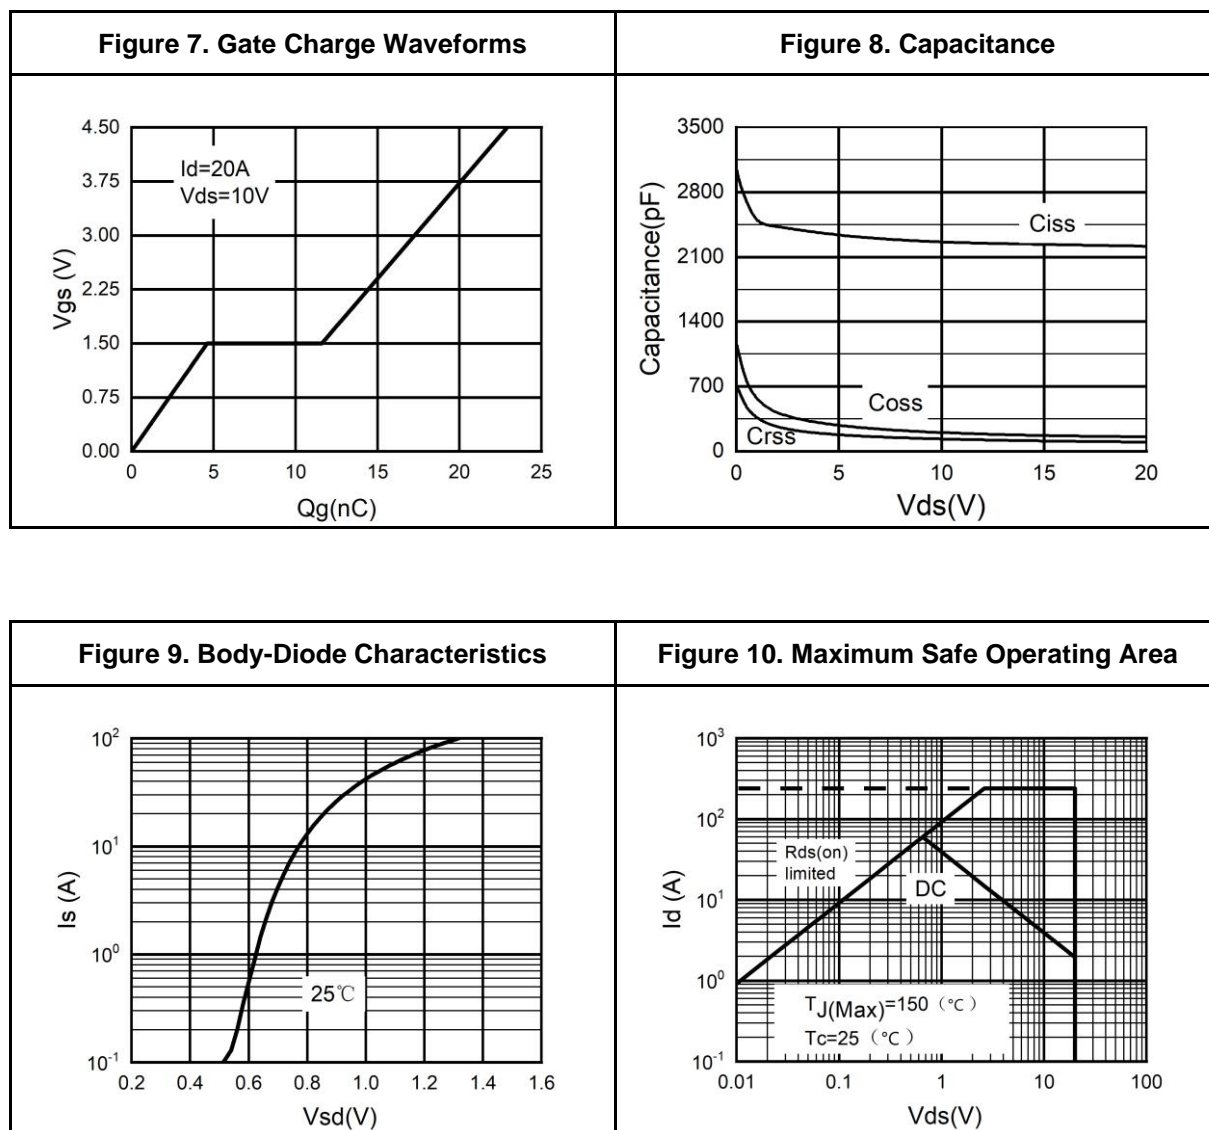 Figure 7. Gate Charge Waveforms
Figure 8. Capacitance
4.50
3.75
3.00
2.25
1.50
0.75
0.00
Vgs (V)
Id=20A
Vds=10V
0 5 10 15 20 25
Qg(nC)
3500
2800
2100
1400
700
0
Capacitance(pF)
Ciss
Coss
Crss
0 5 10 15 20
Vds(V)
Figure 9. Body-Diode Characteristics
Figure 10. Maximum Safe Operating Area
10²
10¹
10⁰
10⁻¹
Is (A)
25℃
0.2 0.4 0.6 0.8 1.0 1.2 1.4 1.6
Vsd(V)
10³
10²
10¹
10⁰
10⁻¹
Id (A)
Rds(on)
limited
DC
TJ(Max)=150（℃）
Tc=25（℃）
0.01 0.1 1 10 100
Vds(V)